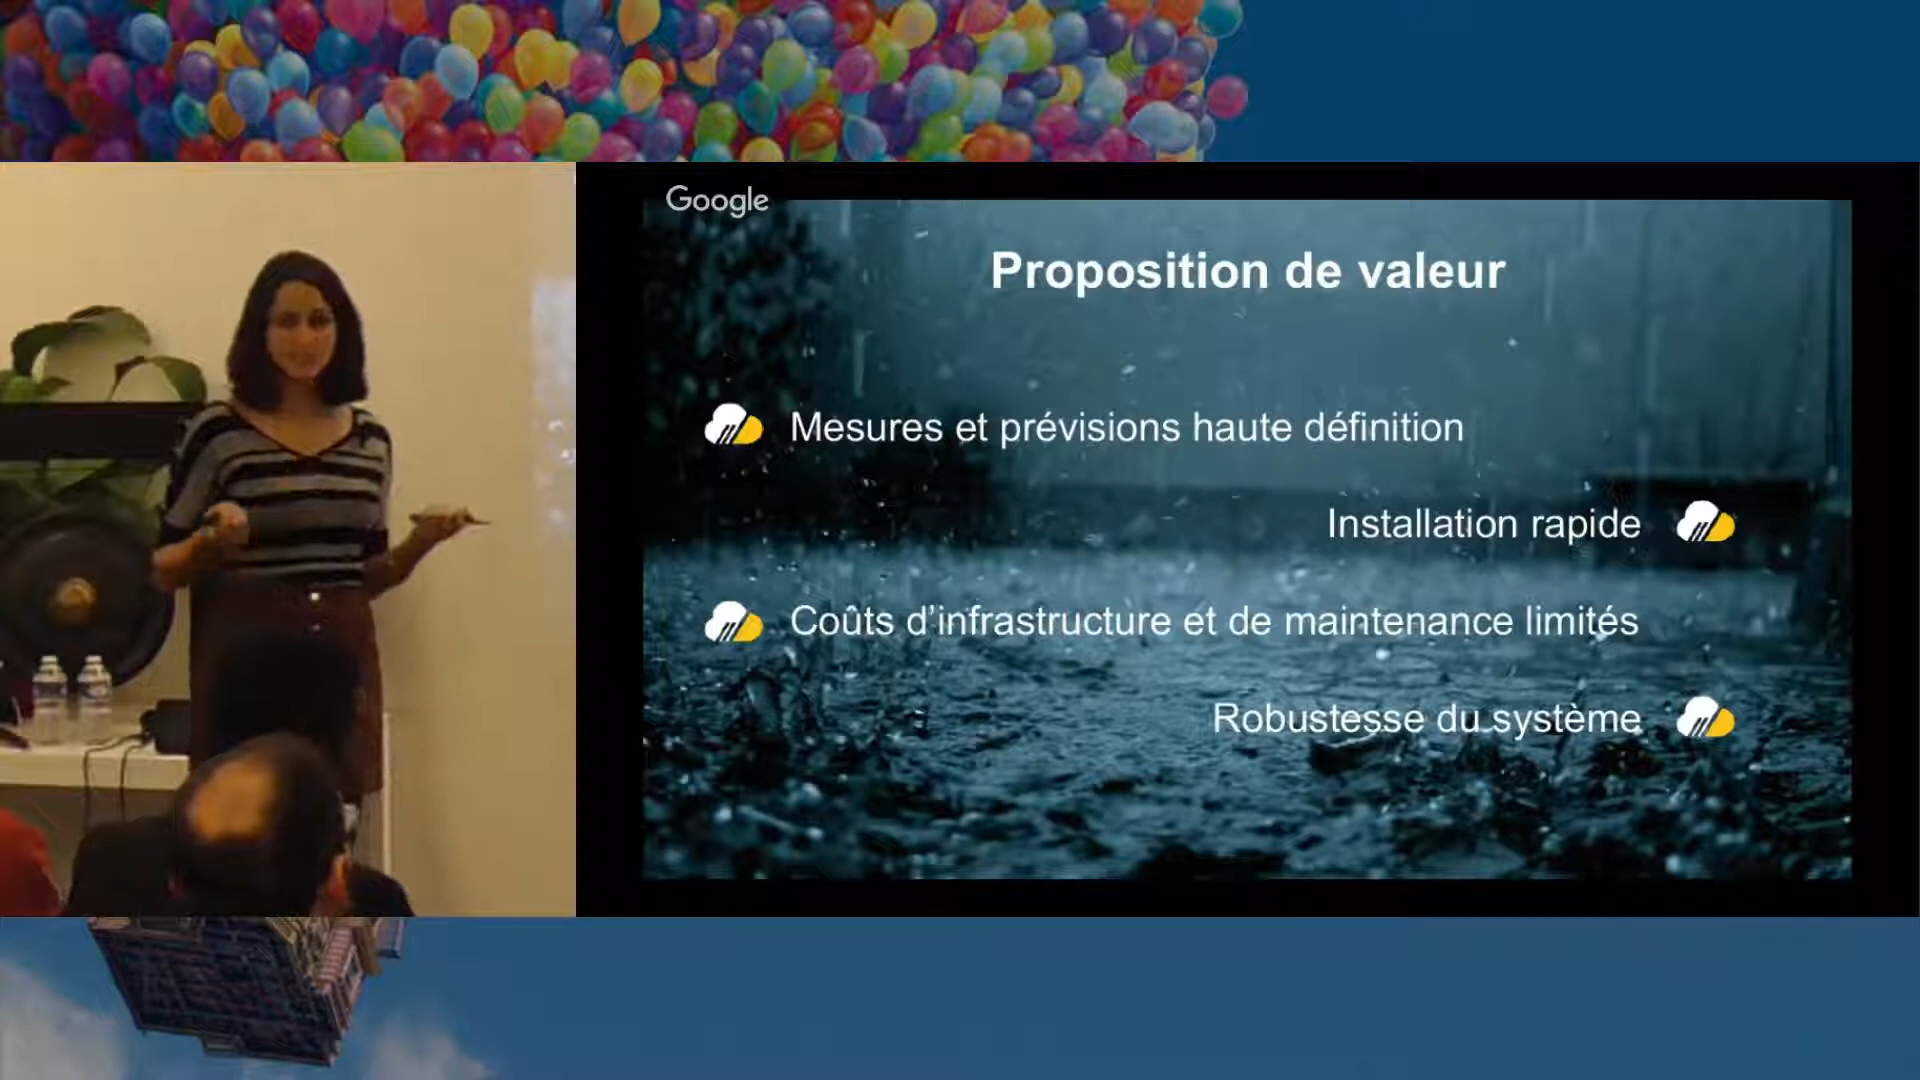 Google
Proposition de valeur
Mesures et prévisions haute définition
Installation rapide
Coûts d’infrastructure et de maintenance limités
Robustesse du système